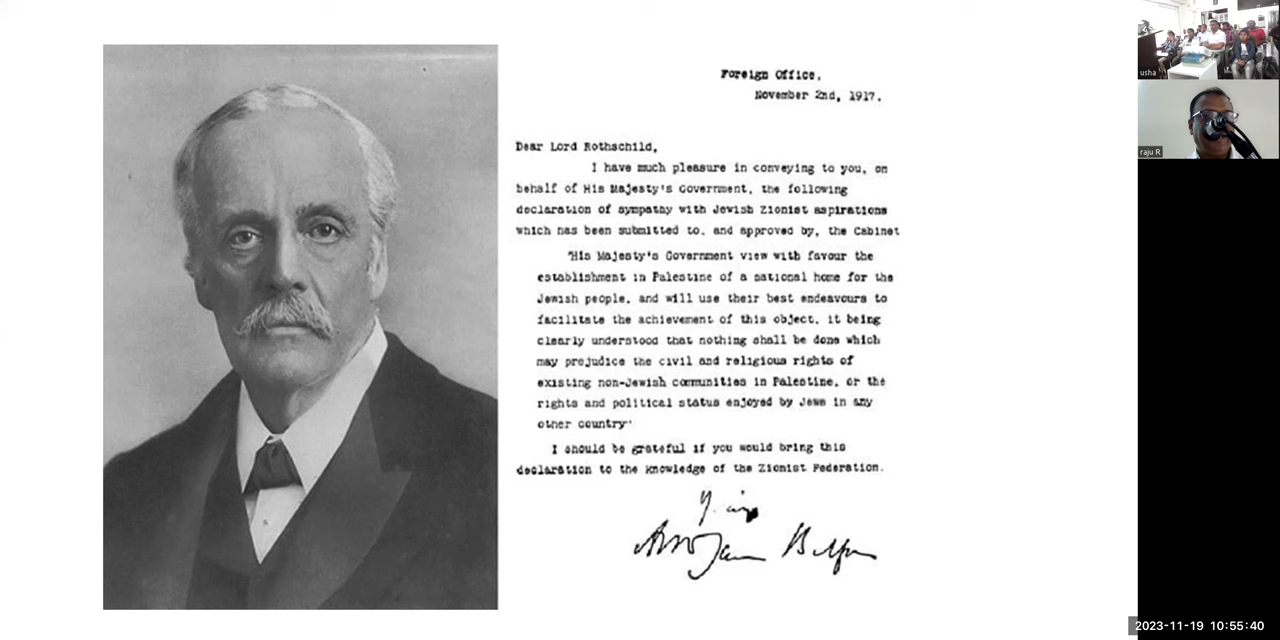 Foreign Office,
November 2nd, 1917.
Dear Lord Rothschild,
I have much pleasure in conveying to you, on
behalf of His Majesty's Government, the following
declaration of sympathy with Jewish Zionist aspirations
which has been submitted to, and approved by, the Cabinet
"His Majesty's Government view with favour the
establishment in Palestine of a national home for the
Jewish people, and will use their best endeavours to
facilitate the achievement of this object, it being
clearly understood that nothing shall be done which
may prejudice the civil and religious rights of
existing non-Jewish communities in Palestine, or the
rights and political status enjoyed by Jews in any
other country"
I should be grateful if you would bring this
declaration to the knowledge of the Zionist Federation.
usha
raju R
2023-11-19 10:55:40